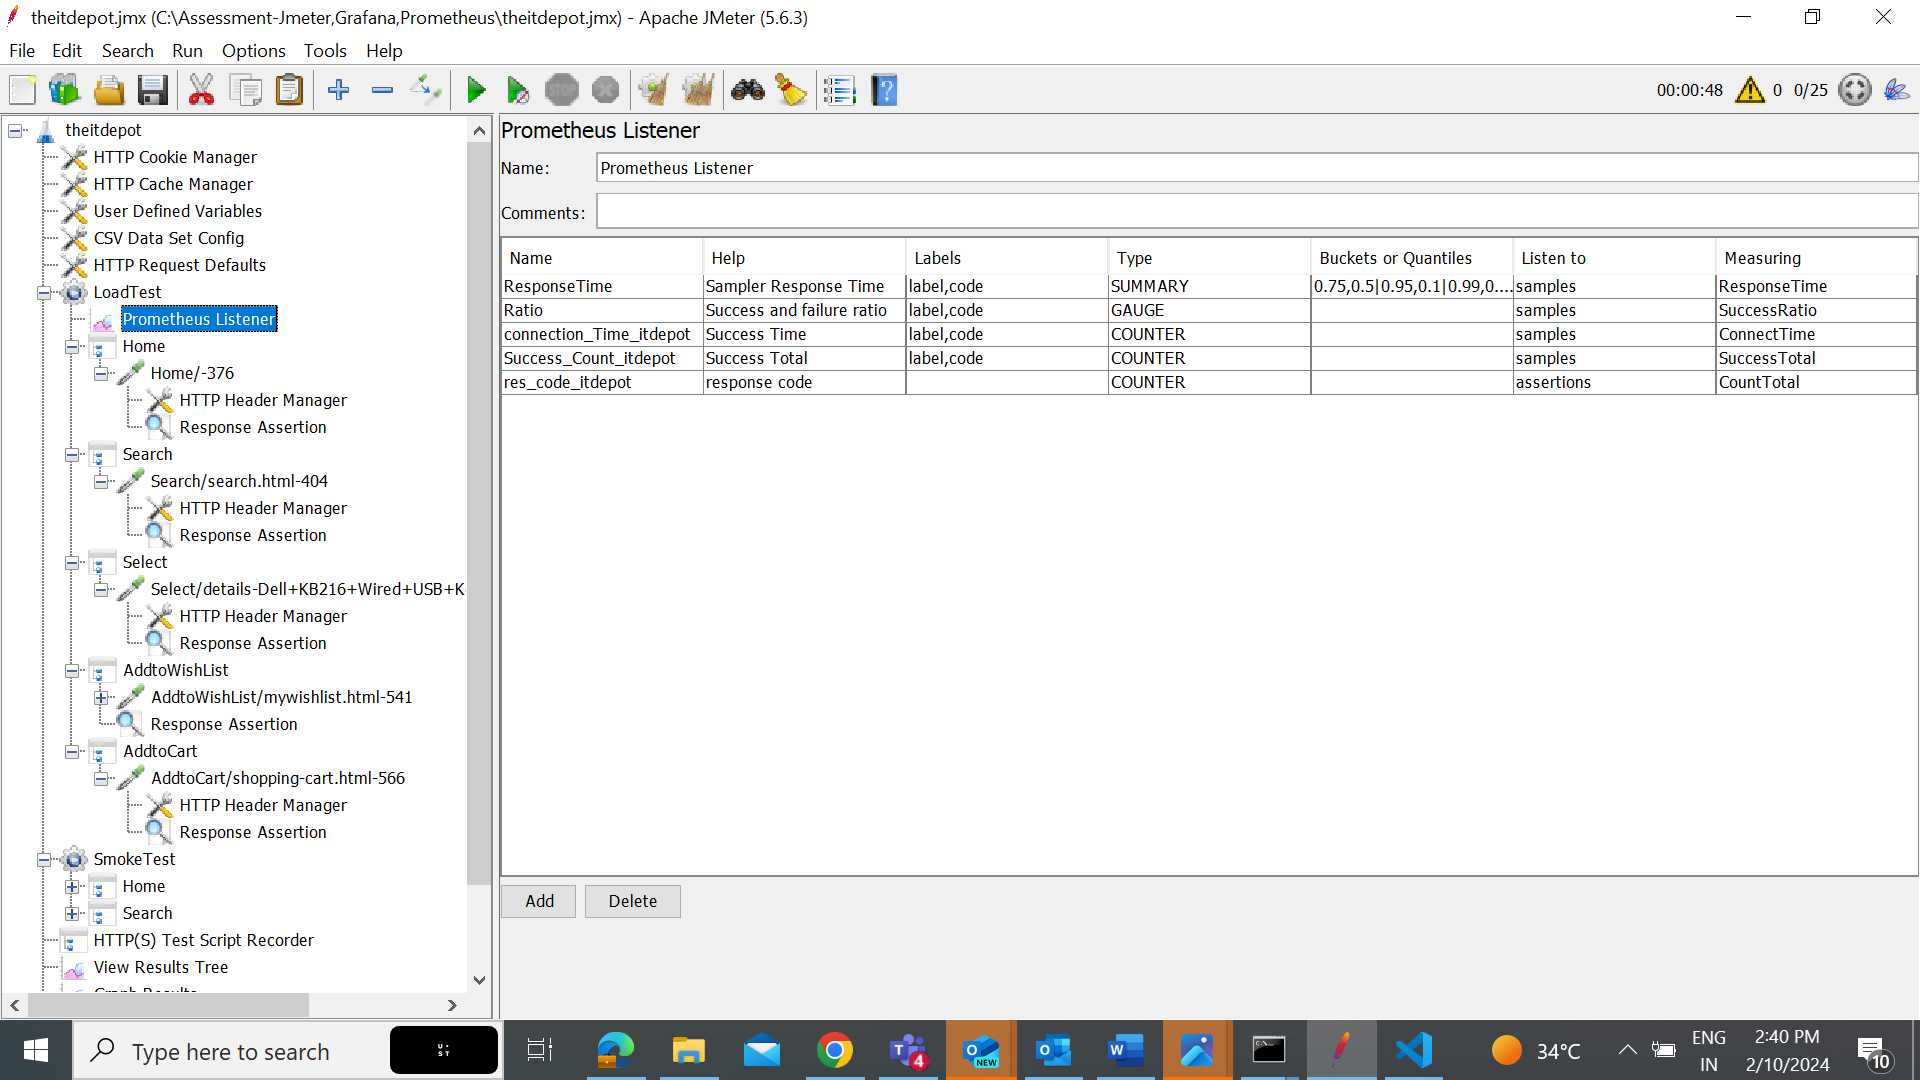 theitdepot.jmx (C:\Assessment-Jmeter,Grafana,Prometheus\theitdepot.jmx) - Apache JMeter (5.6.3)
File Edit Search Run Options Tools Help
STOP
00:00:48 0 0/25
theitdepot
HTTP Cookie Manager
HTTP Cache Manager
User Defined Variables
CSV Data Set Config
HTTP Request Defaults
LoadTest
Prometheus Listener
Home
Home/-376
HTTP Header Manager
Response Assertion
Search
Search/search.html-404
HTTP Header Manager
Response Assertion
Select
Select/details-Dell+KB216+Wired+USB+K
HTTP Header Manager
Response Assertion
AddtoWishList
AddtoWishList/mywishlist.html-541
Response Assertion
AddtoCart
AddtoCart/shopping-cart.html-566
HTTP Header Manager
Response Assertion
SmokeTest
Home
Search
HTTP(S) Test Script Recorder
View Results Tree
Graph Results
Prometheus Listener
Name: Prometheus Listener
Comments:
Name Help Labels Type Buckets or Quantiles Listen to Measuring
ResponseTime Sampler Response Time label,code SUMMARY 0.75,0.5|0.95,0.1|0.99,0.... samples ResponseTime
Ratio Success and failure ratio label,code GAUGE samples SuccessRatio
connection_Time_itdepot Success Time label,code COUNTER samples ConnectTime
Success_Count_itdepot Success Total label,code COUNTER samples SuccessTotal
res_code_itdepot response code COUNTER assertions CountTotal
Add Delete
Type here to search
U·
ST
4
NEW
34°C
ENG
IN
2:40 PM
2/10/2024
10